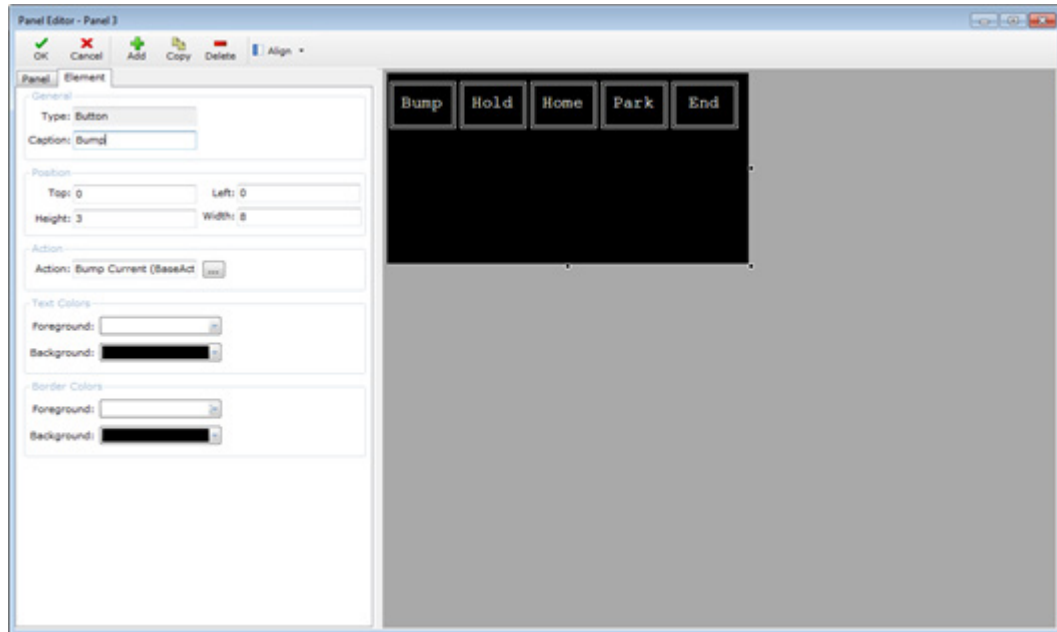 Panel Editor - Panel 3
OK Cancel Add Copy Delete Align
Panel Element
General
Type: Button
Caption: Bump
Position
Top: 0 Left: 0
Height: 3 Width: 8
Action
Action: Bump Current (BaseAct ...
Text Colors
Foreground:
Background:
Border Colors
Foreground:
Background:
Bump Hold Home Park End